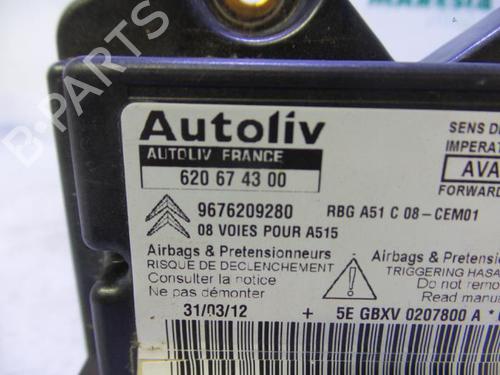 Autoliv
AUTOLIV FRANCE
620 67 43 00
9676209280 RBG A51 C 08-CEM01
08 VOIES POUR A51S
Airbags & Pretensionneurs
RISQUE DE DECLENCHEMENT
Consulter la notice
Ne pas démonter
SENS DE
IMPERAT
AVA
FORWARD
Airbags & Pretension
TRIGGERING HASA
Do not remo
Read manu
31/03/12 + 5E GBXV 0207800 A *
B-PARTS